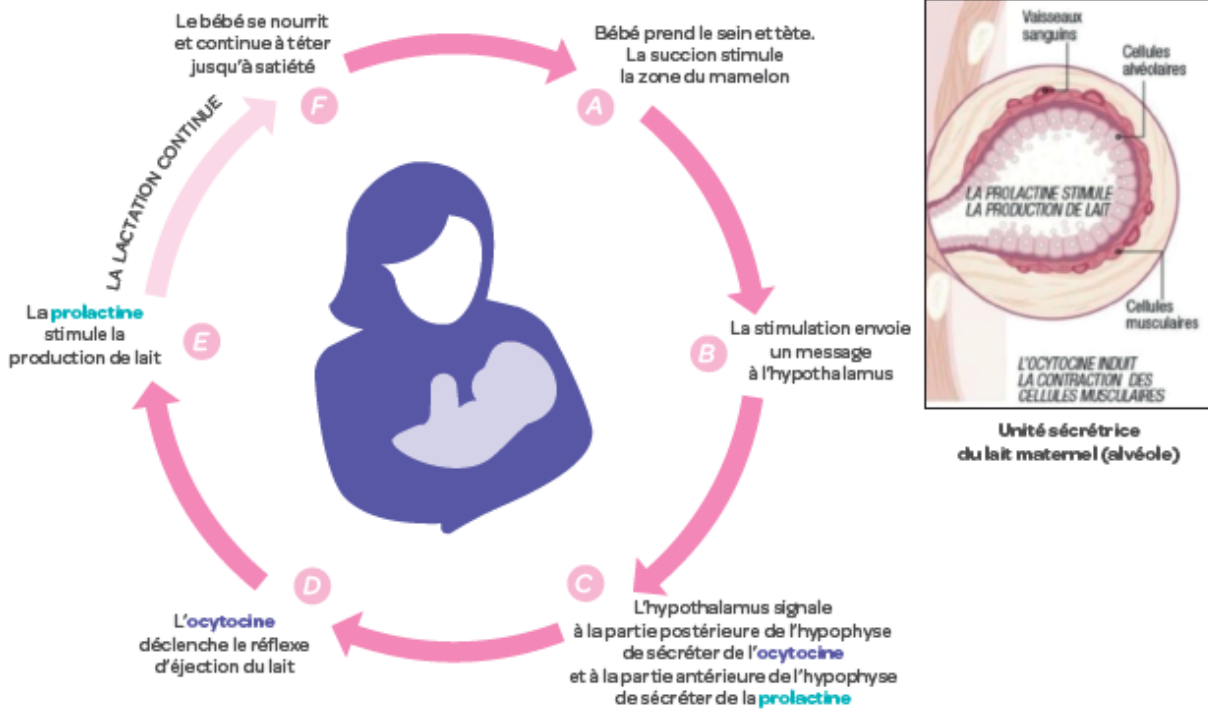 Le bébé se nourrit
et continue à téter
jusqu'à satiété
F
Bébé prend le sein et tète.
La succion stimule
la zone du mamelon
A
La stimulation envoie
un message
à l'hypothalamus
B
C
L'hypothalamus signale
à la partie postérieure de l'hypophyse
de sécréter de l'ocytocine
et à la partie antérieure de l'hypophyse
de sécréter de la prolactine
D
L'ocytocine
déclenche le réflexe
d'éjection du lait
La prolactine
stimule la
production de lait
E
LA LACTATION CONTINUE
Vaisseaux
sanguins
Cellules
alvéolaires
LA PROLACTINE STIMULE
LA PRODUCTION DE LAIT
Cellules
musculaires
L'OCYTOCINE INDUIT
LA CONTRACTION DES
CELLULES MUSCULAIRES
Unité sécrétrice
du lait maternel (alvéole)